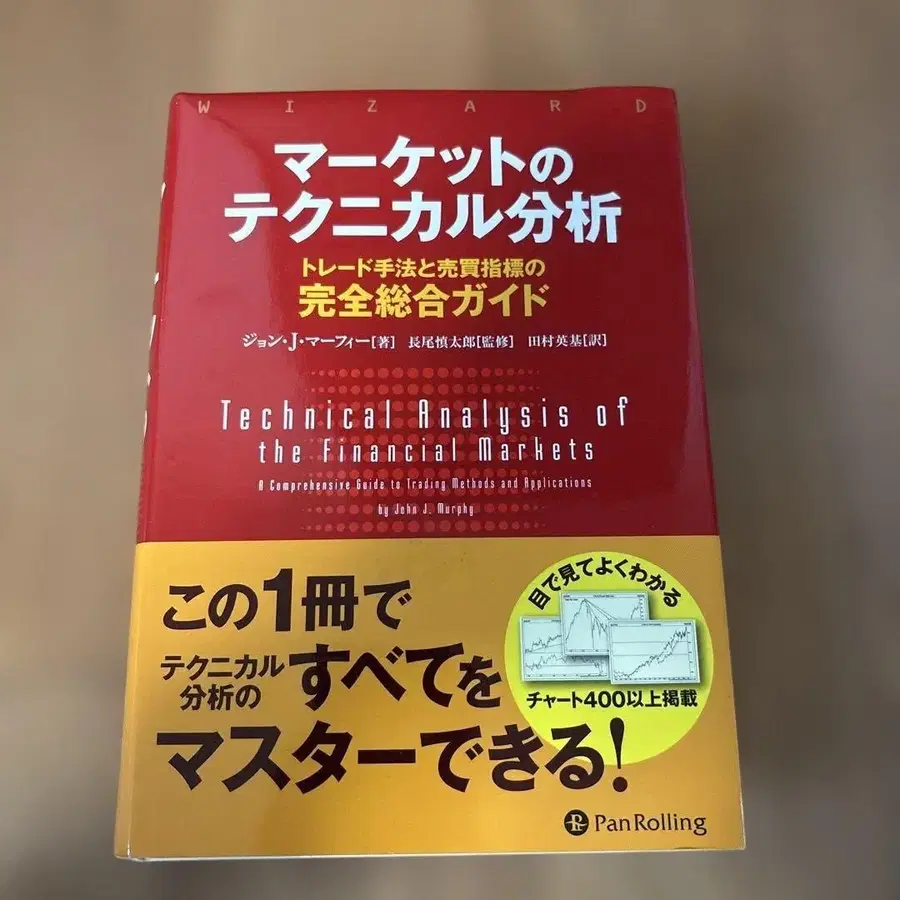 WIZARD
マーケットの
テクニカル分析
トレード手法と売買指標の
完全総合ガイド
ジョン・J・マーフィー[著] 長尾慎太郎[監修] 田村英基[訳]
Technical Analysis of
the Financial Markets
A Comprehensive Guide to Trading Methods and Applications
by John J. Murphy
この1冊で
テクニカル
分析の
すべてを
マスターできる!
目で見てよくわかる
チャート400以上掲載
PanRolling